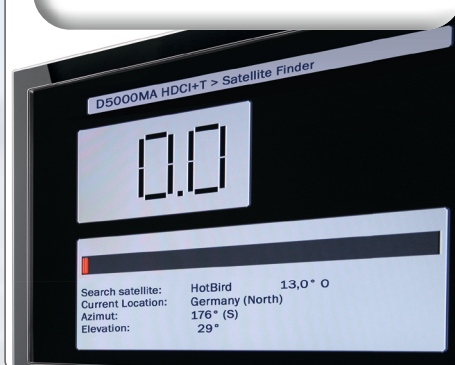 D5000MA HDCI+T > Satellite Finder
0.0
Search satellite: HotBird 13,0° O
Current Location: Germany (North)
Azimut: 176° (S)
Elevation: 29°